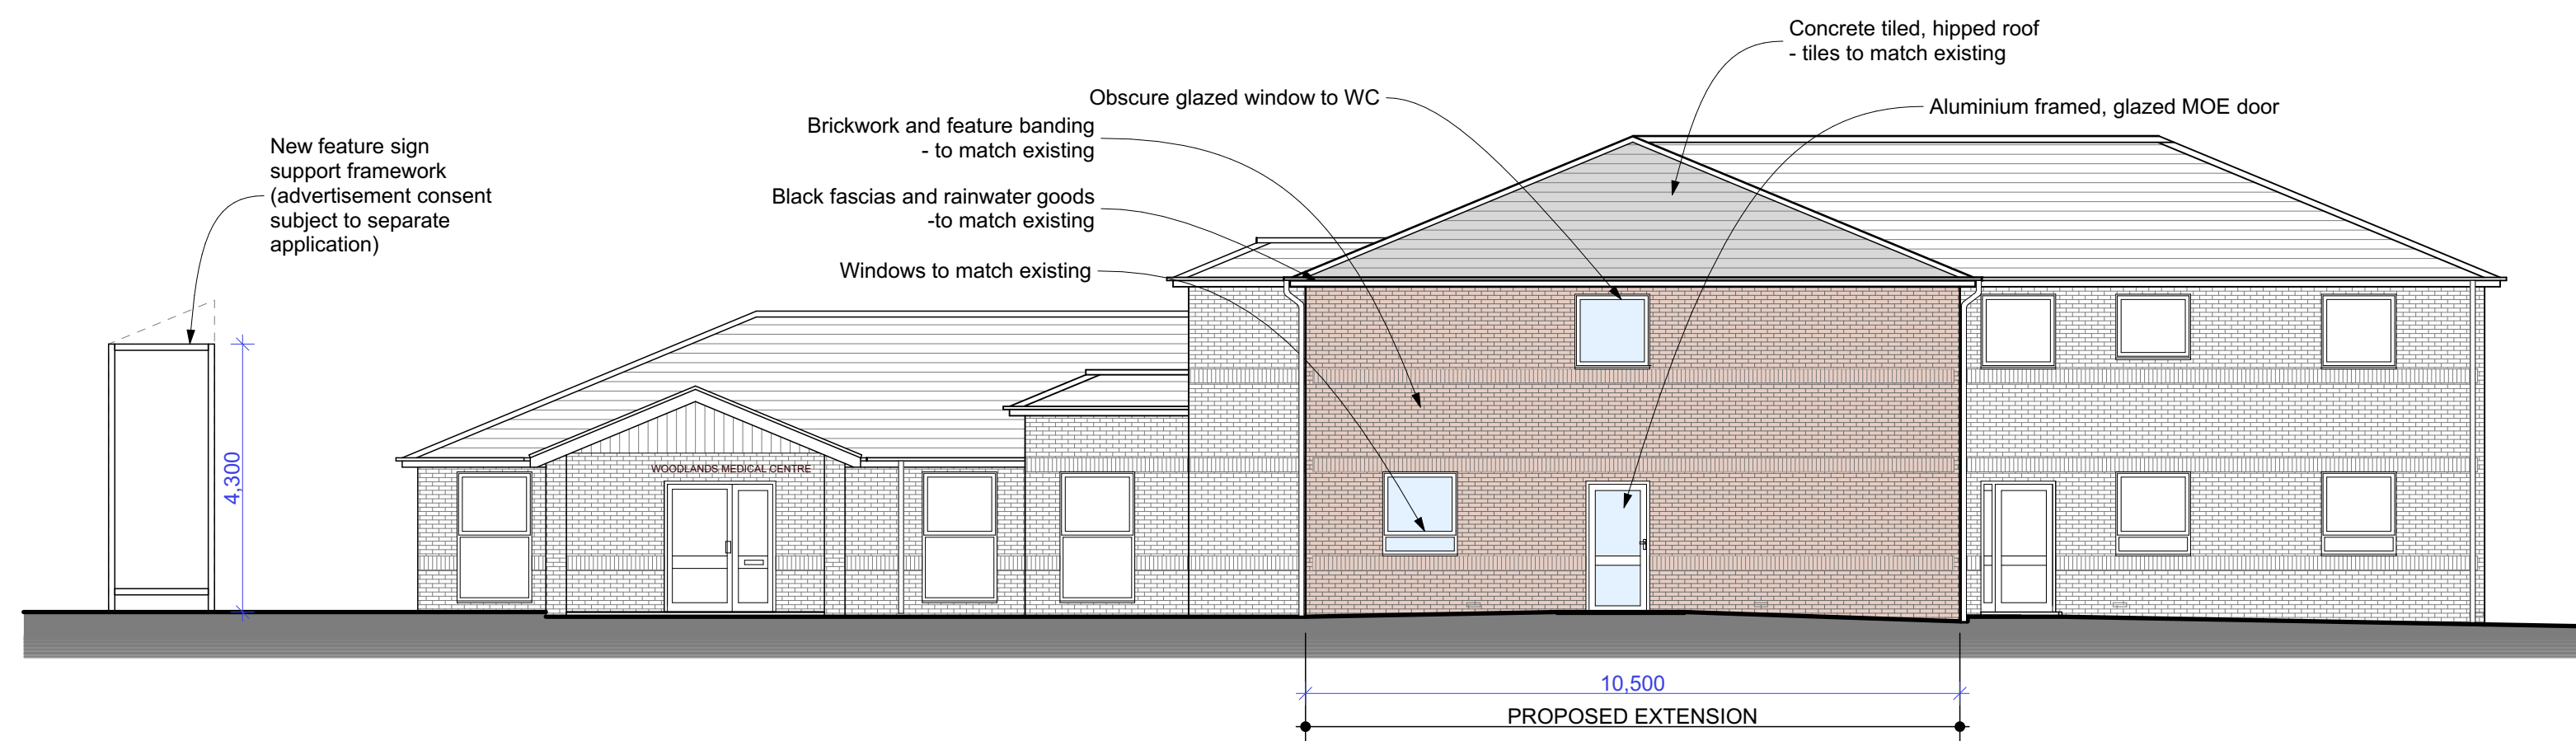 Concrete tiled, hipped roof
- tiles to match existing
Obscure glazed window to WC
Aluminium framed, glazed MOE door
Brickwork and feature banding
- to match existing
New feature sign
support framework
(advertisement consent
subject to separate
application)
Black fascias and rainwater goods
-to match existing
Windows to match existing
WOODLANDS MEDICAL CENTRE
4,300
10,500
PROPOSED EXTENSION